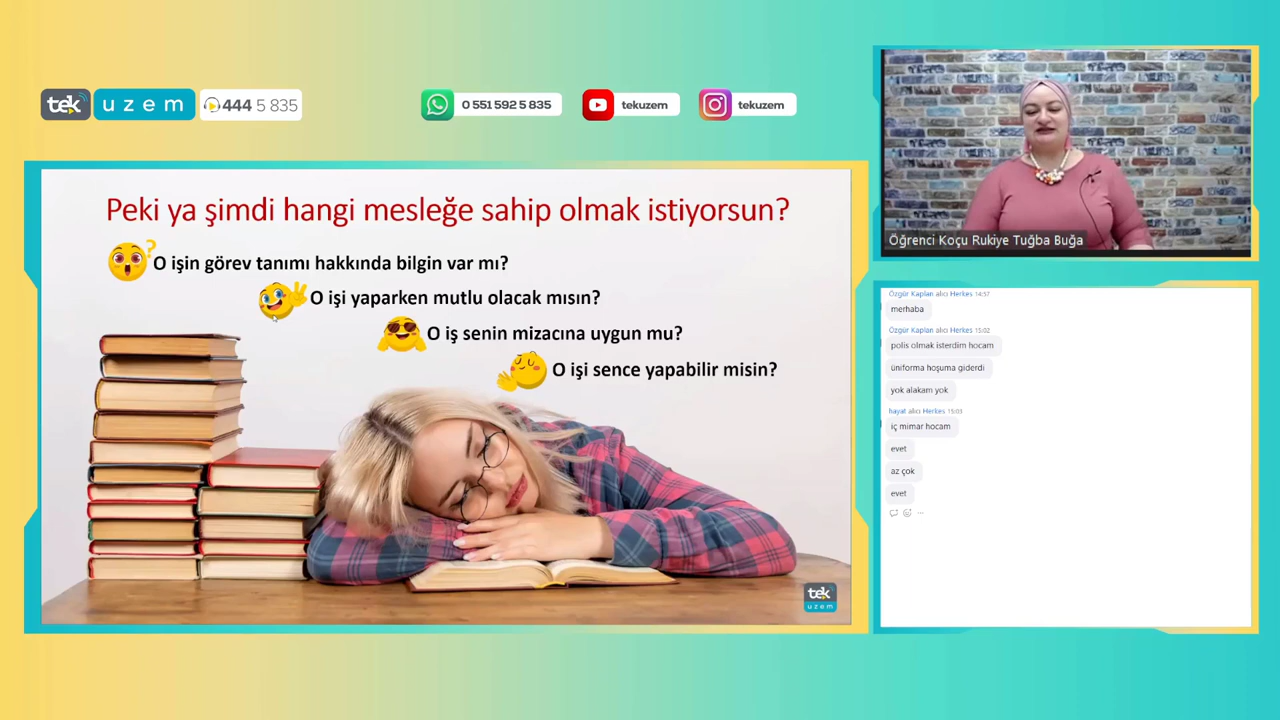 tek uzem 444 5 835
0 551 592 5 835
tekuzem
tekuzem
Peki ya şimdi hangi mesleğe sahip olmak istiyorsun?
O işin görev tanımı hakkında bilgin var mı?
O işi yaparken mutlu olacak mısın?
O iş senin mizacına uygun mu?
O işi sence yapabilir misin?
tek
uzem
Öğrenci Koçu Rukiye Tuğba Buğa
Özgür Kaplan alıcı Herkes 14:57
merhaba
Özgür Kaplan alıcı Herkes 15:02
polis olmak isterdim hocam
üniforma hoşuma giderdi
yok alakam yok
hayat alıcı Herkes 15:03
iç mimar hocam
evet
az çok
evet